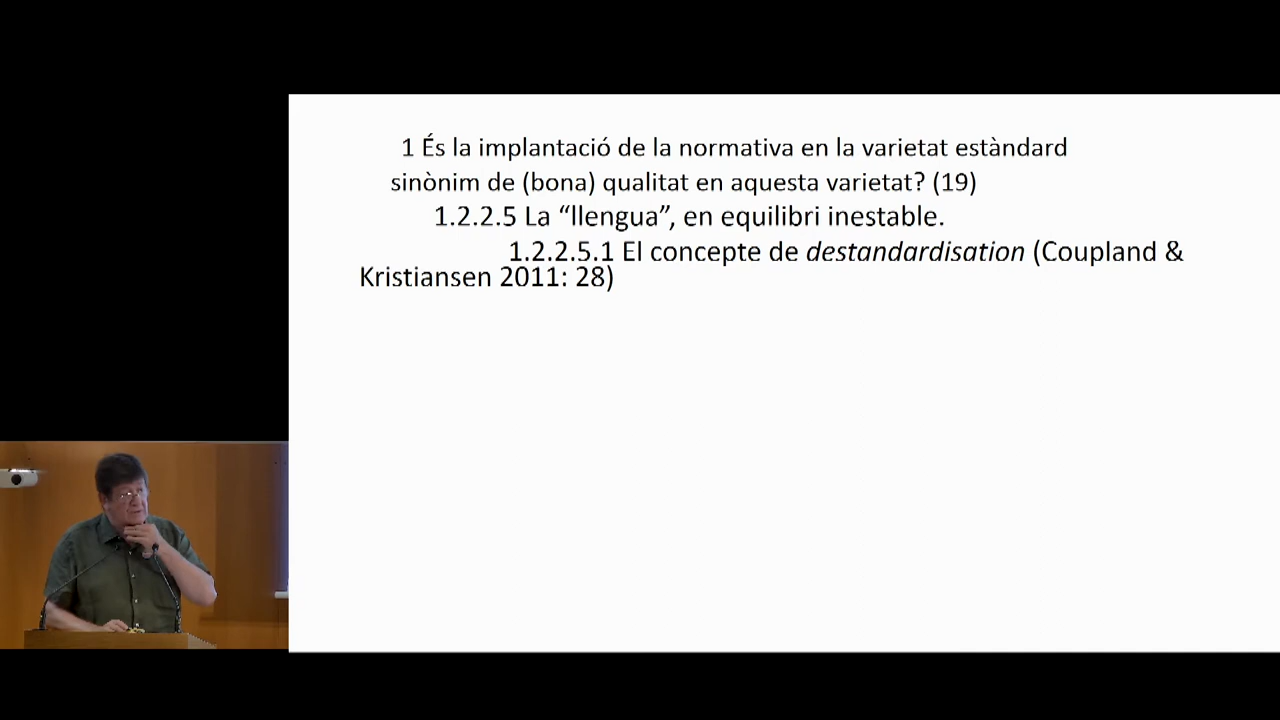 1 És la implantació de la normativa en la varietat estàndard
sinònim de (bona) qualitat en aquesta varietat? (19)
1.2.2.5 La “llengua”, en equilibri inestable.
1.2.2.5.1 El concepte de destandardisation (Coupland &
Kristiansen 2011: 28)